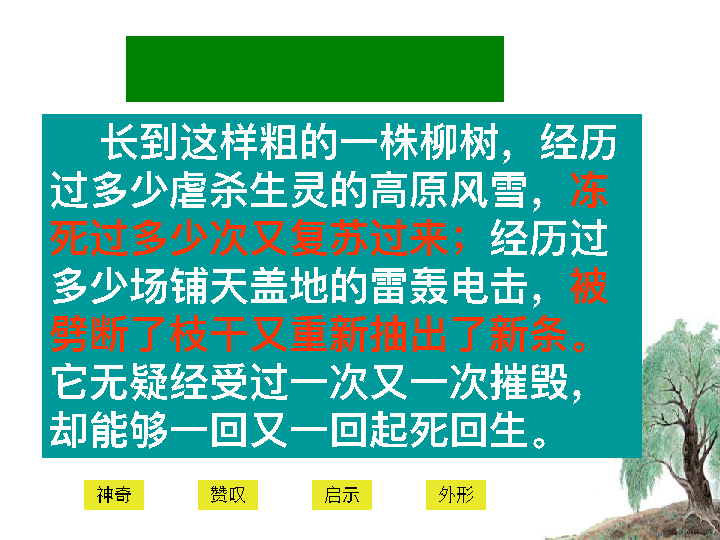 长到这样粗的一株柳树，经历
过多少虐杀生灵的高原风雪，冻
死过多少次又复苏过来；经历过
多少场铺天盖地的雷轰电击，被
劈断了枝干又重新抽出了新条。
它无疑经受过一次又一次摧毁，
却能够一回又一回起死回生。
神奇 赞叹 启示 外形